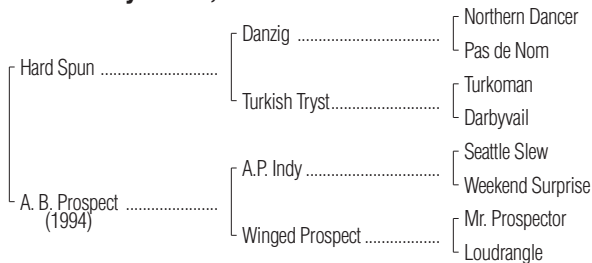 Northern Dancer
Danzig ....................................
Pas de Nom
Hard Spun .............................
Turkoman
Turkish Tryst...........................
Darbyvail
Seattle Slew
A.P. Indy .................................
Weekend Surprise
A. B. Prospect .......................
(1994)
Mr. Prospector
Winged Prospect ...................
Loudrangle